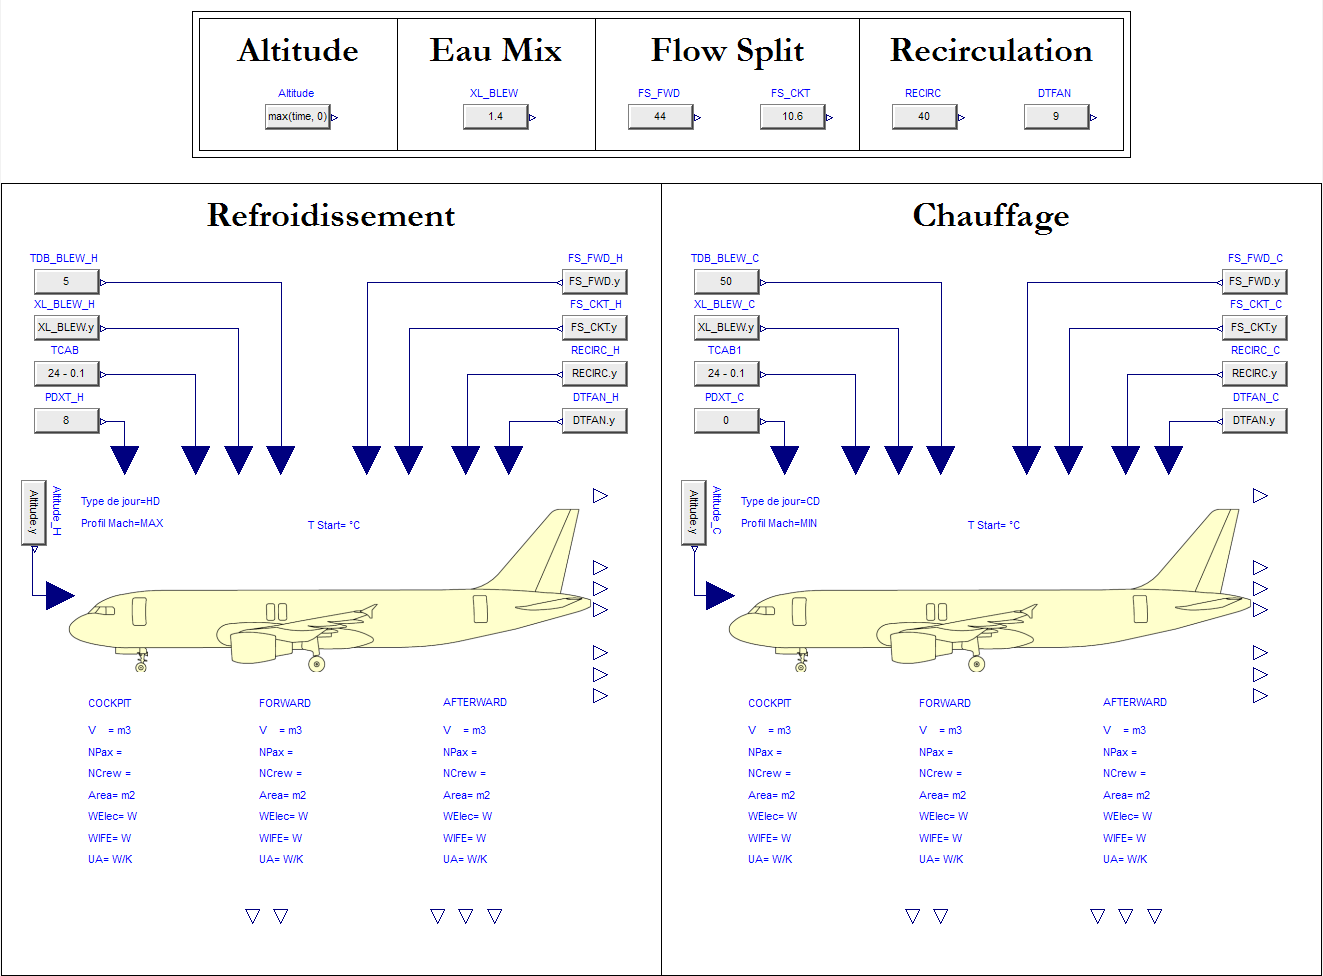 Altitude
Eau Mix
Flow Split
Recirculation
Altitude
XL_BLEW
FS_FWD
FS_CKT
RECIRC
DTFAN
max(time, 0)
1.4
44
10.6
40
9
Refroidissement
TDB_BLEW_H
5
XL_BLEW_H
XL_BLEW.y
TCAB
24 - 0.1
PDXT_H
8
FS_FWD_H
FS_FWD.y
FS_CKT_H
FS_CKT.y
RECIRC_H
RECIRC.y
DTFAN_H
DTFAN.y
Altitude.y
Altitude_H
Type de jour=HD
Profil Mach=MAX
T Start= °C
COCKPIT
V = m3
NPax =
NCrew =
Area= m2
WElec= W
WIFE= W
UA= W/K
FORWARD
V = m3
NPax =
NCrew =
Area= m2
WElec= W
WIFE= W
UA= W/K
AFTERWARD
V = m3
NPax =
NCrew =
Area= m2
WElec= W
WIFE= W
UA= W/K
Chauffage
TDB_BLEW_C
50
XL_BLEW_C
XL_BLEW.y
TCAB1
24 - 0.1
PDXT_C
0
FS_FWD_C
FS_FWD.y
FS_CKT_C
FS_CKT.y
RECIRC_C
RECIRC.y
DTFAN_C
DTFAN.y
Altitude.y
Altitude_C
Type de jour=CD
Profil Mach=MIN
T Start= °C
COCKPIT
V = m3
NPax =
NCrew =
Area= m2
WElec= W
WIFE= W
UA= W/K
FORWARD
V = m3
NPax =
NCrew =
Area= m2
WElec= W
WIFE= W
UA= W/K
AFTERWARD
V = m3
NPax =
NCrew =
Area= m2
WElec= W
WIFE= W
UA= W/K